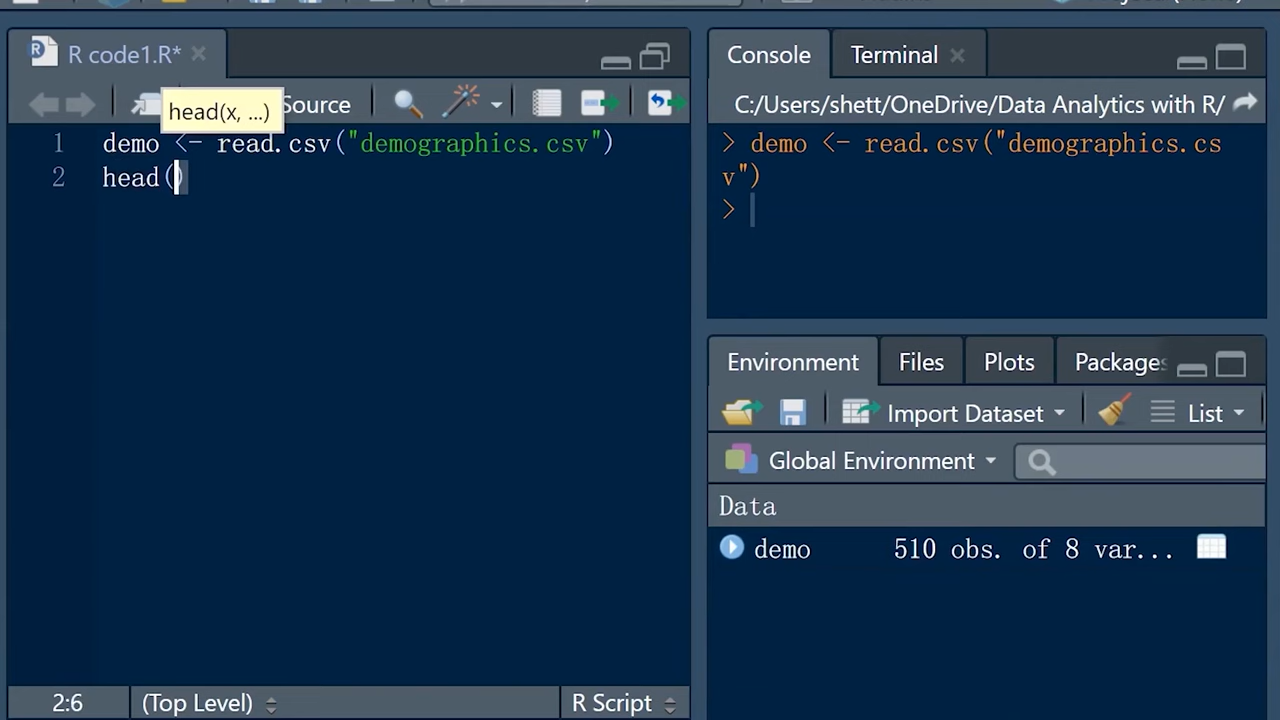 R code1.R*
Source
head(x, ...)
1 demo <- read.csv("demographics.csv")
2 head()
2:6
(Top Level)
R Script
Console
Terminal
C:/Users/shett/OneDrive/Data Analytics with R/
> demo <- read.csv("demographics.cs
v")
>
Environment
Files
Plots
Packages
Import Dataset
List
Global Environment
Data
demo 510 obs. of 8 var...